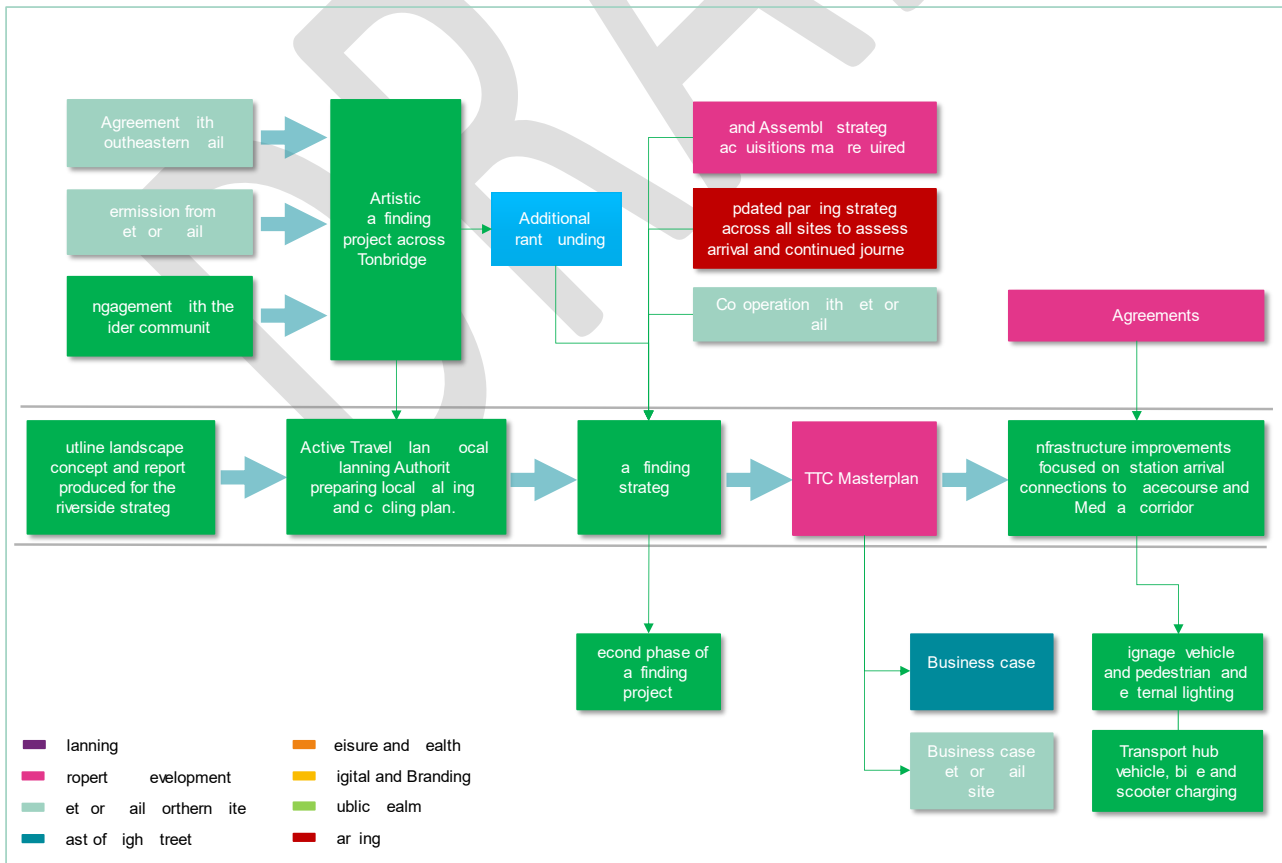 DRA
Agreement ith
outheastern ail
ermission from
et or ail
ngagement ith the
ider communit
Artistic
a finding
project across
Tonbridge
Additional
rant unding
and Assembl strateg
ac uisitions ma re uired
pdated par ing strateg
across all sites to assess
arrival and continued journe
Co operation ith et or
ail
Agreements
utline landscape
concept and report
produced for the
riverside strateg
Active Travel lan ocal
lanning Authorit
preparing local al ing
and c cling plan.
a finding
strateg
TTC Masterplan
nfrastructure improvements
focused on station arrival
connections to acecourse and
Med a corridor
econd phase of
a finding
project
Business case
ignage vehicle
and pedestrian and
e ternal lighting
Business case
et or ail
site
Transport hub
vehicle, bi e and
scooter charging
lanning
ropert evelopment
et or ail orthern ite
ast of igh treet
eisure and ealth
igital and Branding
ublic ealm
ar ing